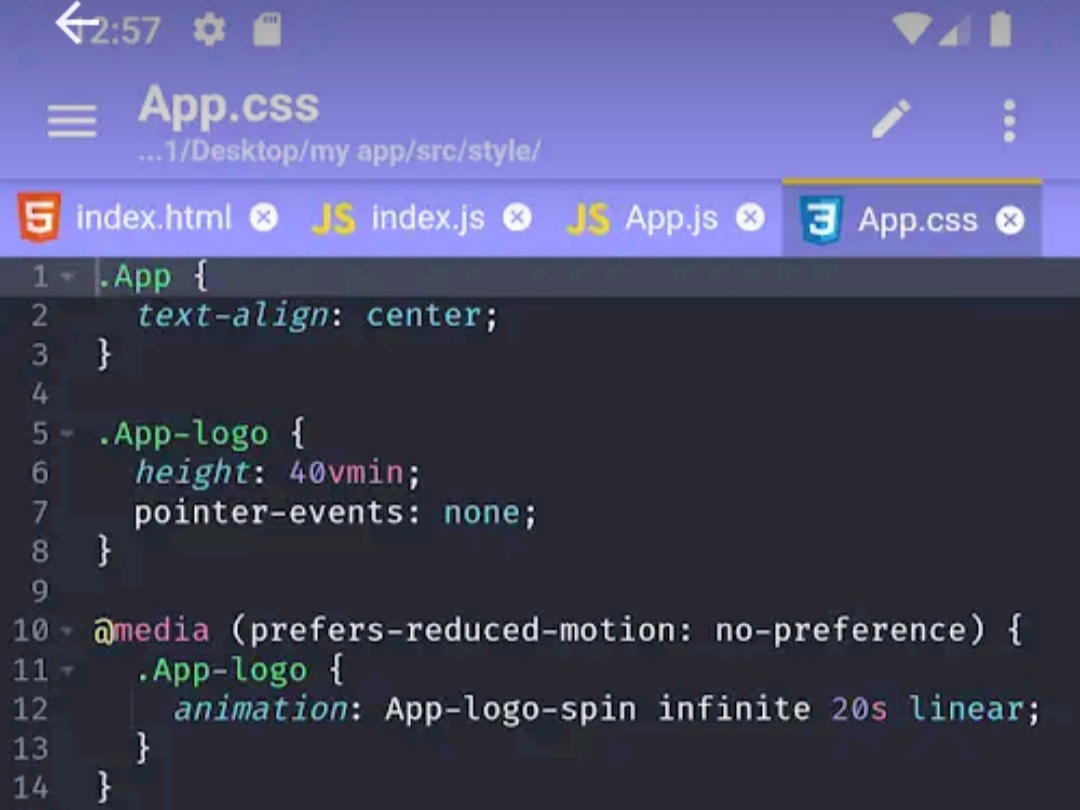 12:57
App.css
...1/Desktop/my app/src/style/
index.html JS index.js JS App.js App.css
1 .App {
2   text-align: center;
3 }
4
5 .App-logo {
6   height: 40vmin;
7   pointer-events: none;
8 }
9
10 @media (prefers-reduced-motion: no-preference) {
11   .App-logo {
12     animation: App-logo-spin infinite 20s linear;
13   }
14 }